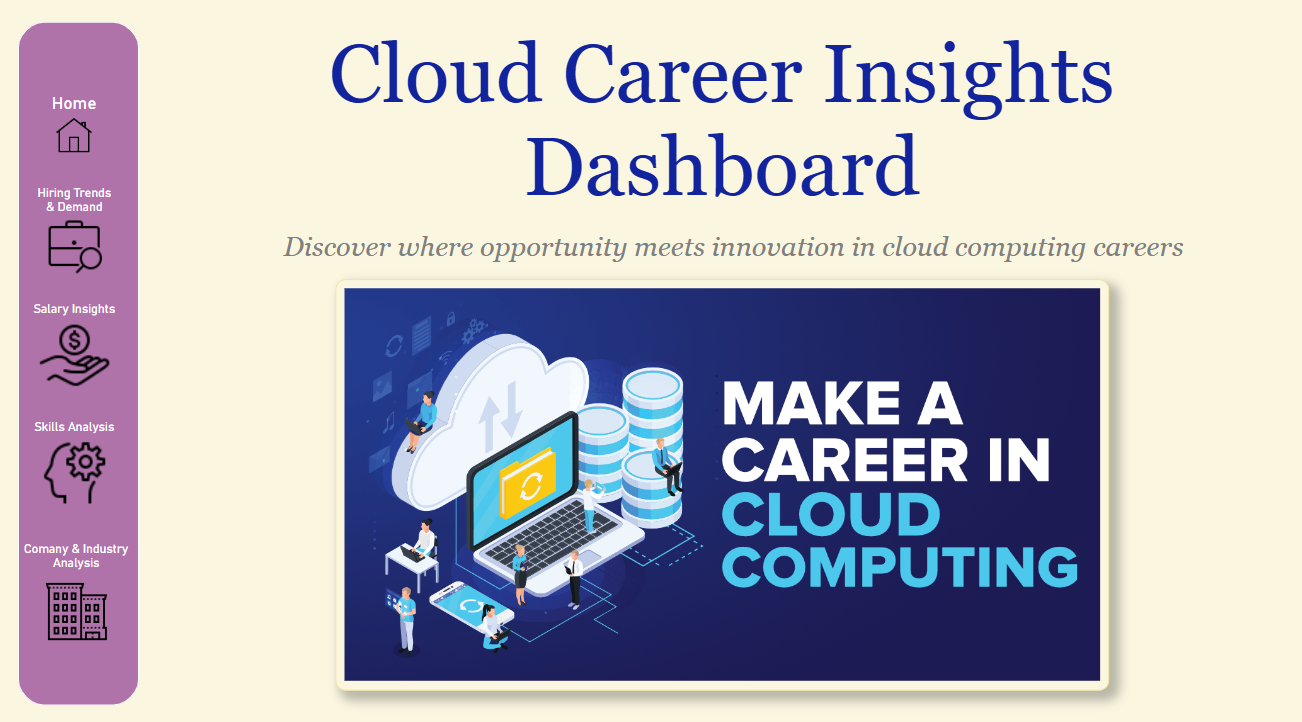 Home
Hiring Trends
& Demand
Salary Insights
$
Skills Analysis
Comany & Industry
Analysis
Cloud Career Insights
Dashboard
Discover where opportunity meets innovation in cloud computing careers
MAKE A
CAREER IN
CLOUD
COMPUTING